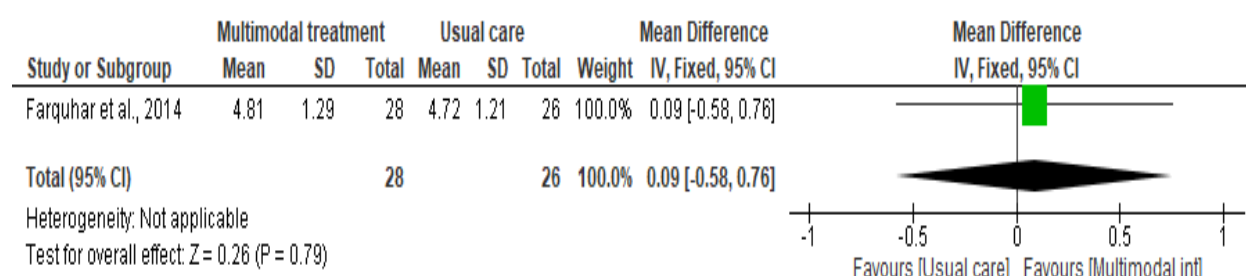 Multimodal treatment Usual care Mean Difference Mean Difference
Study or Subgroup Mean SD Total Mean SD Total Weight IV, Fixed, 95% CI IV, Fixed, 95% CI
Farquhar et al., 2014 4.81 1.29 28 4.72 1.21 26 100.0% 0.09 [-0.58, 0.76]
Total (95% CI) 28 26 100.0% 0.09 [-0.58, 0.76]
Heterogeneity: Not applicable
Test for overall effect: Z = 0.26 (P = 0.79)
-1 -0.5 0 0.5 1
Favours [Usual care] Favours [Multimodal int]